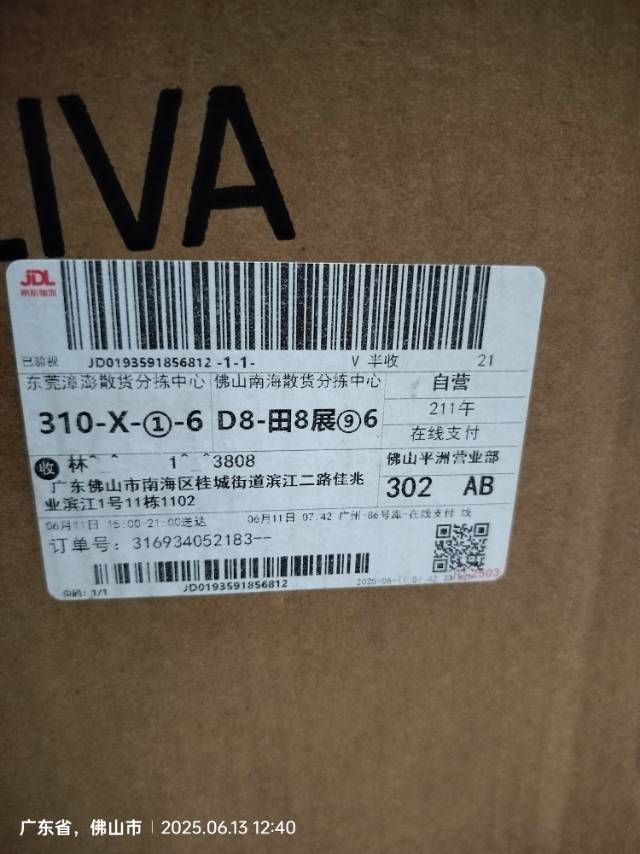 LIVA
JDL
京东物流
已验视 JD0193591856812 -1-1- V 半收 21
东莞漳澎散货分拣中心 佛山南海散货分拣中心 自营
310-X-①-6 D8-田8展⑨6 211午
在线支付
收 林^_^ 1^_^3808 佛山平洲营业部
广东佛山市南海区桂城街道滨江二路佳兆
业滨江1号11栋1102
302 AB
06月11日 15:00-21:00送达 06月11日 07:42 广州-86号库-在线支付 线
订单号：316934052183--
JD0193591856812
1/1
广东省，佛山市 | 2025.06.13 12:40